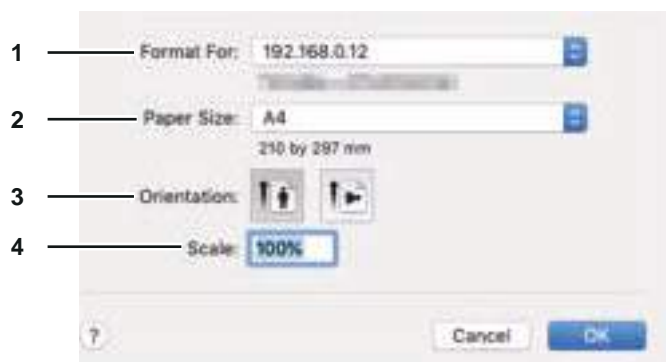 1 Format For: 192.168.0.12
2 Paper Size: A4
210 by 297 mm
3 Orientation:
4 Scale: 100%
? Cancel OK